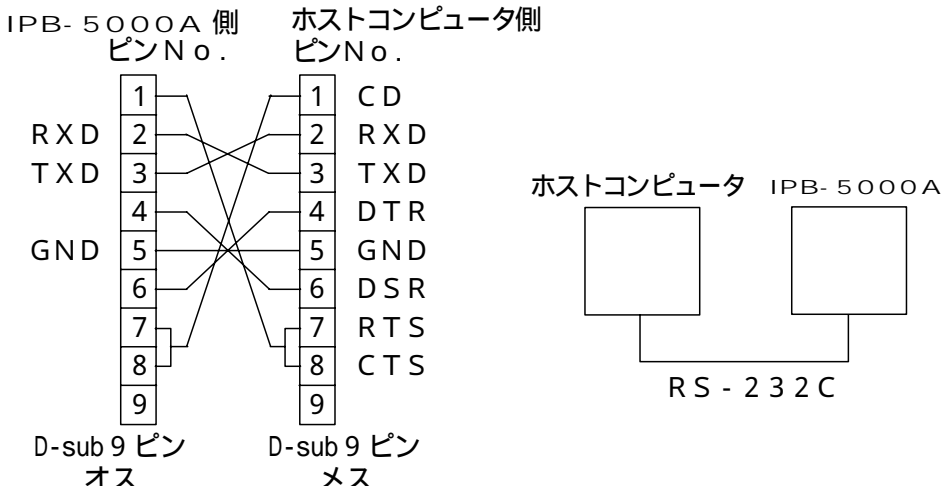 IPB-5000A 側 ホストコンピュータ側
ピンNo. ピンNo.
1 1 CD
RXD 2 2 RXD
TXD 3 3 TXD
4 4 DTR
GND 5 5 GND
6 6 DSR
7 7 RTS
8 8 CTS
9 9
D-sub 9 ピン D-sub 9 ピン
オス メス
ホストコンピュータ IPB-5000A
RS-232C